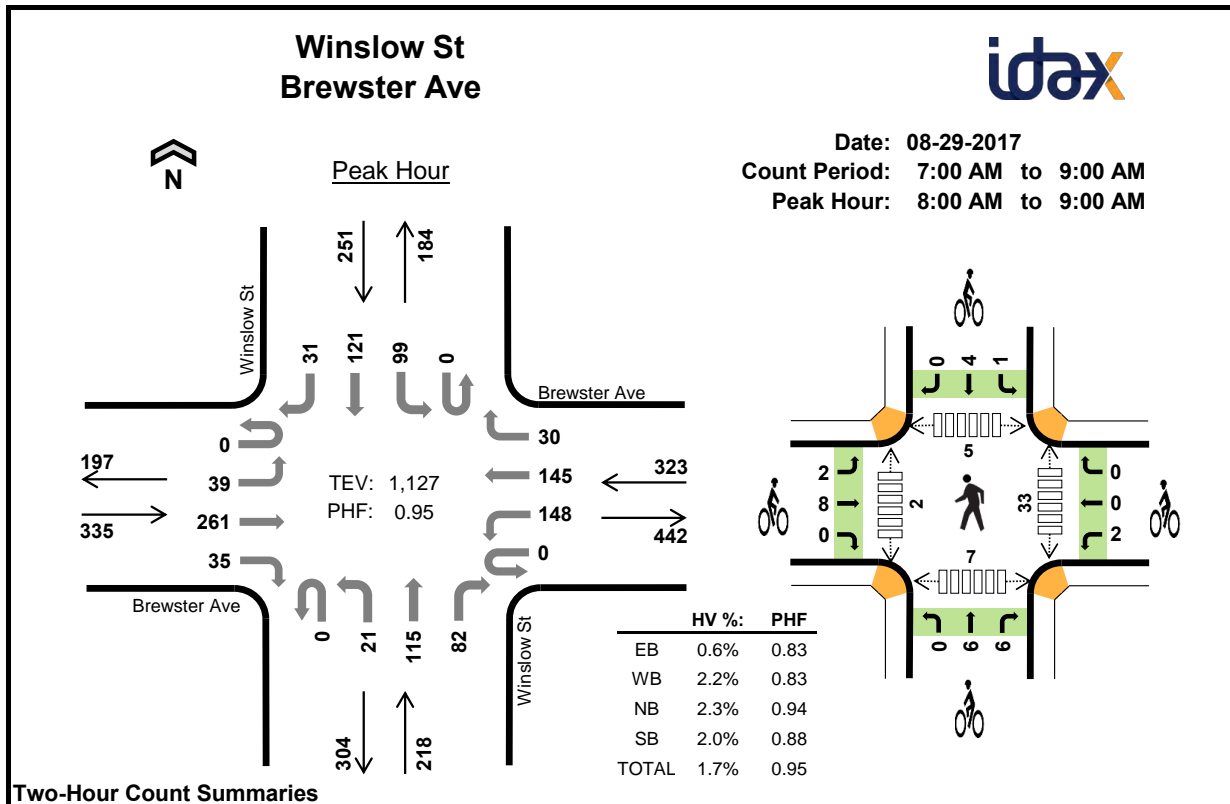 Winslow St
Brewster Ave
idax
Date: 08-29-2017
Count Period: 7:00 AM to 9:00 AM
Peak Hour: 8:00 AM to 9:00 AM
N
Peak Hour
251
184
Winslow St
31
121
99
0
Brewster Ave
0
39
261
35
197
335
TEV: 1,127
PHF: 0.95
30
145
148
0
323
442
Brewster Ave
0
21
115
82
Winslow St
304
218
HV %: PHF
EB 0.6% 0.83
WB 2.2% 0.83
NB 2.3% 0.94
SB 2.0% 0.88
TOTAL 1.7% 0.95
0 4 1
5
2
8
0
2
33
0
0
2
7
0 6 6
Two-Hour Count Summaries